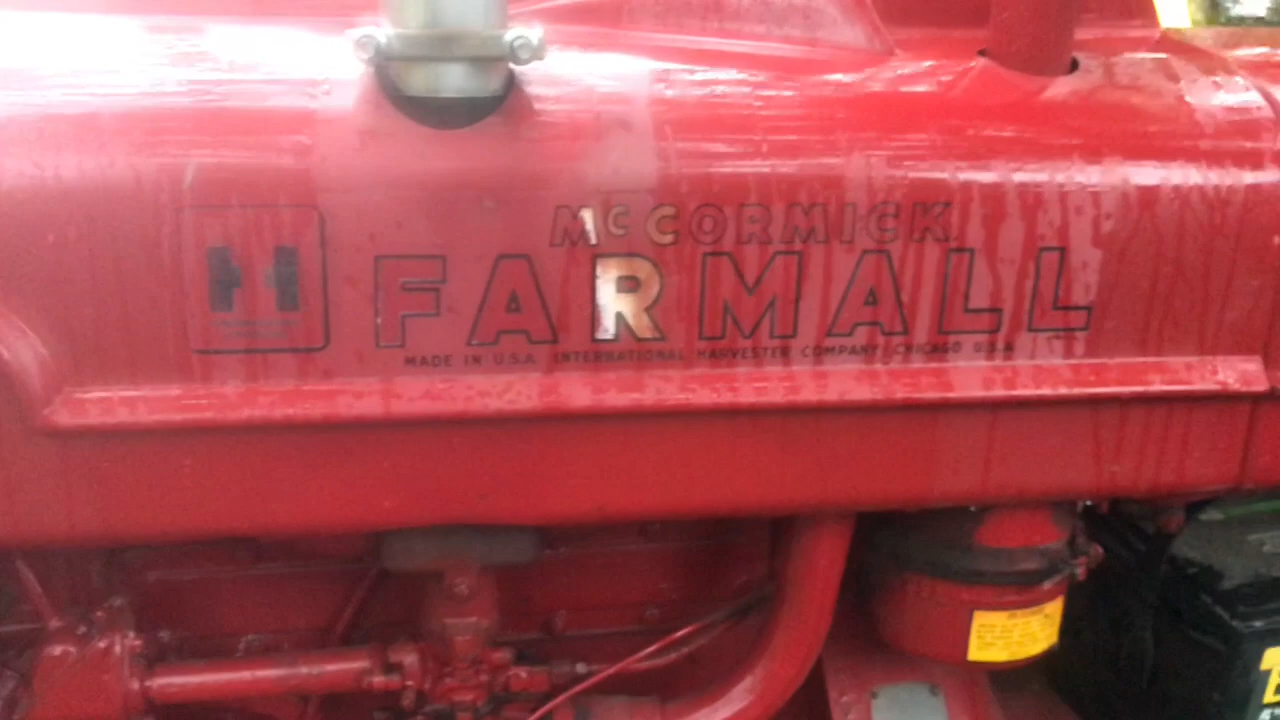 McCORMICK
FARMALL
MADE IN U.S.A. INTERNATIONAL HARVESTER COMPANY CHICAGO U.S.A.